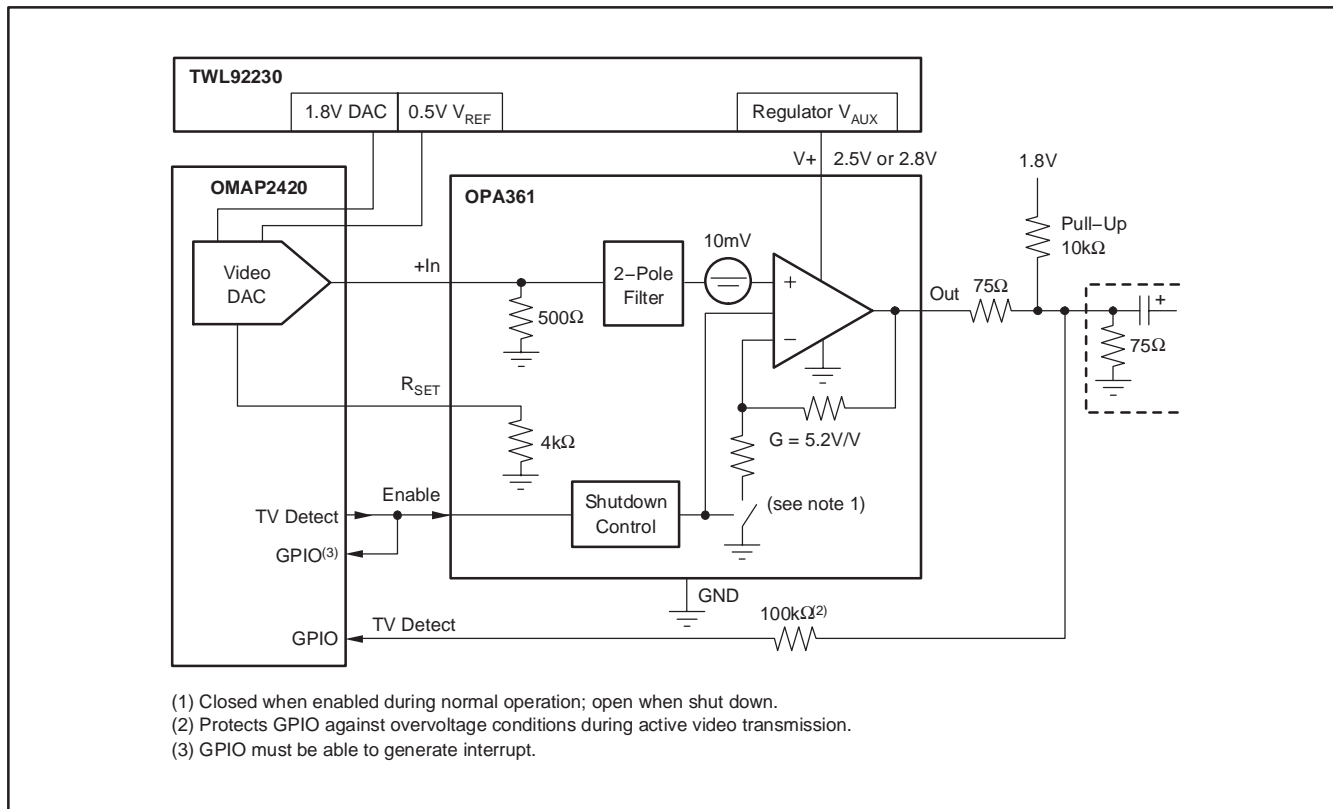 TWL92230
1.8V DAC
0.5V VREF
Regulator VAUX
V+ 2.5V or 2.8V
1.8V
OMAP2420
OPA361
Pull−Up
10kΩ
10mV
Video
DAC
+In
2−Pole
Filter
+
Out
75Ω
+
500Ω
−
75Ω
RSET
4kΩ
G = 5.2V/V
Enable
Shutdown
Control
(see note 1)
TV Detect
GPIO(3)
GND
100kΩ(2)
GPIO
TV Detect
(1) Closed when enabled during normal operation; open when shut down.
(2) Protects GPIO against overvoltage conditions during active video transmission.
(3) GPIO must be able to generate interrupt.